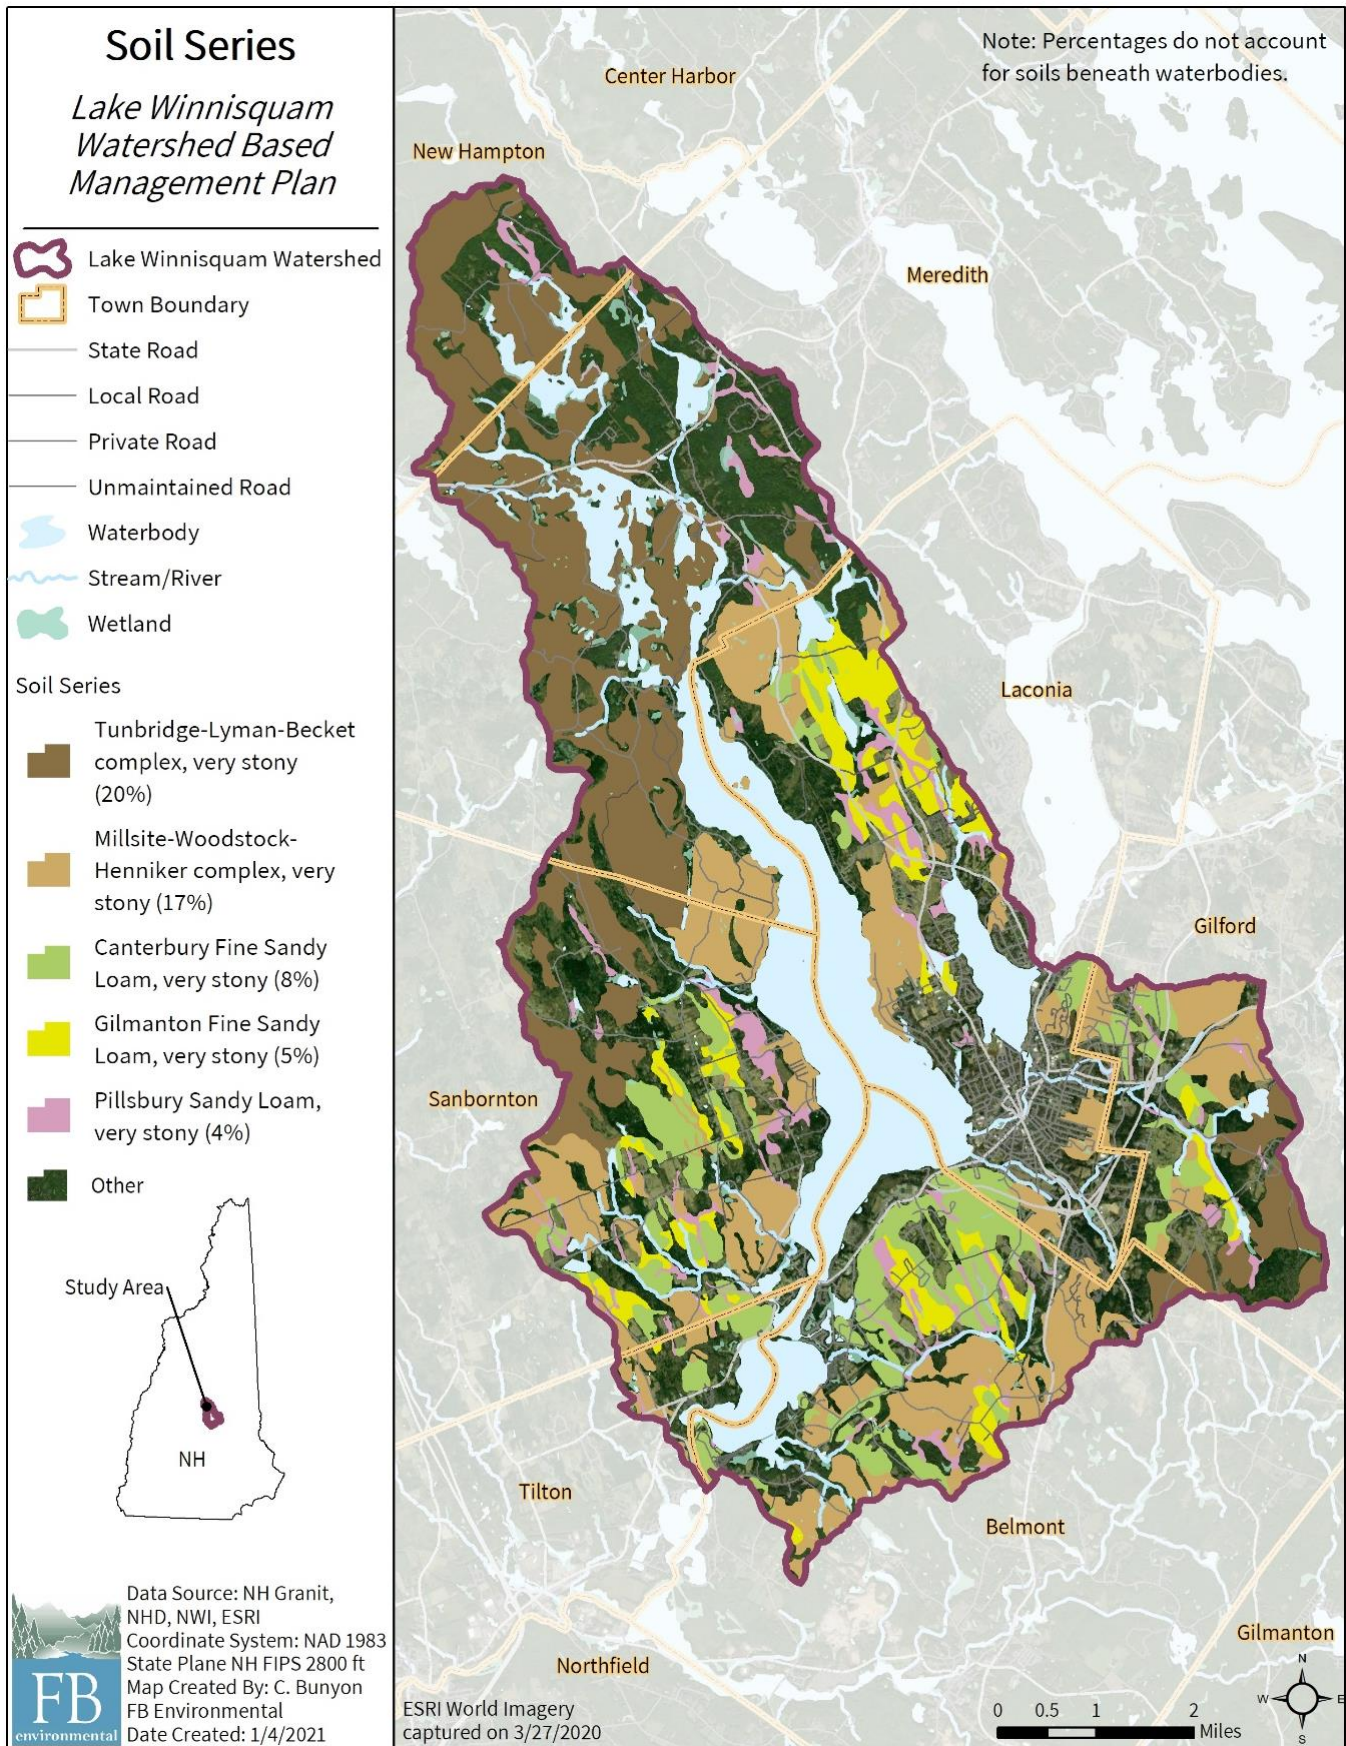 Soil Series
Lake Winnisquam
Watershed Based
Management Plan
Lake Winnisquam Watershed
Town Boundary
State Road
Local Road
Private Road
Unmaintained Road
Waterbody
Stream/River
Wetland
Soil Series
Tunbridge-Lyman-Becket
complex, very stony
(20%)
Millsite-Woodstock-
Henniker complex, very
stony (17%)
Canterbury Fine Sandy
Loam, very stony (8%)
Gilmanton Fine Sandy
Loam, very stony (5%)
Pillsbury Sandy Loam,
very stony (4%)
Other
Study Area
NH
FB
environmental
Data Source: NH Granit,
NHD, NWI, ESRI
Coordinate System: NAD 1983
State Plane NH FIPS 2800 ft
Map Created By: C. Bunyon
FB Environmental
Date Created: 1/4/2021
Note: Percentages do not account
for soils beneath waterbodies.
Center Harbor
New Hampton
Meredith
Laconia
Gilford
Sanbornton
Tilton
Belmont
Gilmanton
Northfield
ESRI World Imagery
captured on 3/27/2020
0 0.5 1 2
Miles
N
W E
S